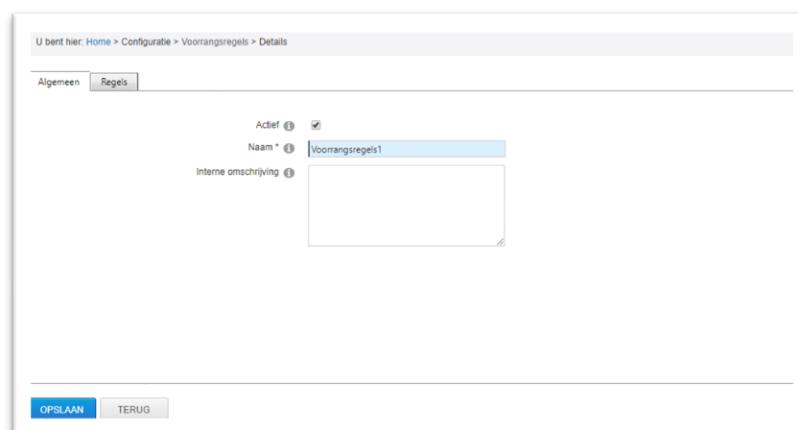 U bent hier: Home > Configuratie > Voorrangsregels > Details
Algemeen Regels
Actief
Naam *
Voorrangsregels1
Interne omschrijving
OPSLAAN TERUG